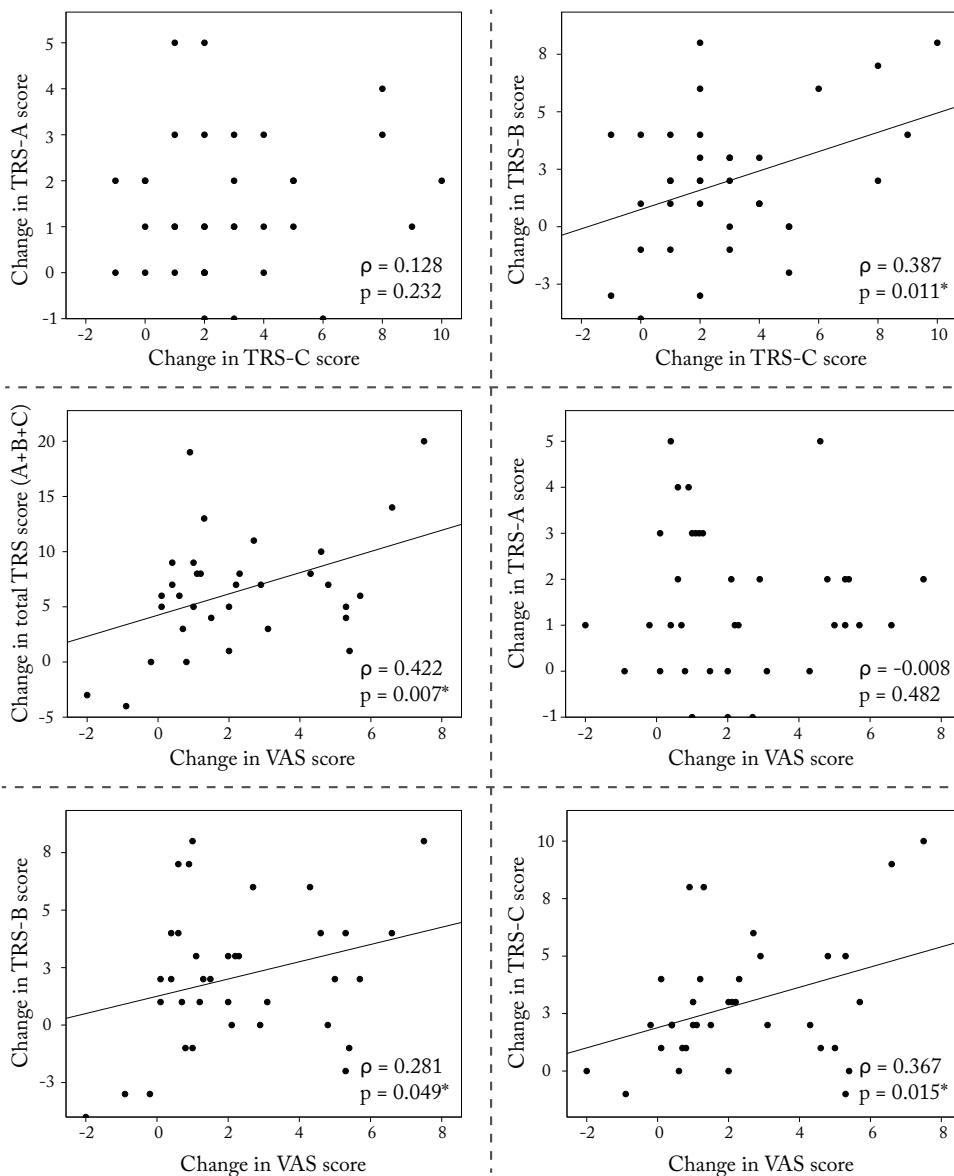 Change in TRS-A score
5
4
3
2
1
0
-1
-2 0 2 4 6 8 10
Change in TRS-C score
ρ = 0.128
p = 0.232
Change in TRS-B score
8
5
3
0
-3
-2 0 2 4 6 8 10
Change in TRS-C score
ρ = 0.387
p = 0.011*
Change in total TRS score (A+B+C)
20
15
10
5
0
-5
-2 0 2 4 6 8
Change in VAS score
ρ = 0.422
p = 0.007*
Change in TRS-A score
5
4
3
2
1
0
-1
-2 0 2 4 6 8
Change in VAS score
ρ = -0.008
p = 0.482
Change in TRS-B score
8
5
3
0
-3
-2 0 2 4 6 8
Change in VAS score
ρ = 0.281
p = 0.049*
Change in TRS-C score
10
8
5
3
0
-2 0 2 4 6 8
Change in VAS score
ρ = 0.367
p = 0.015*